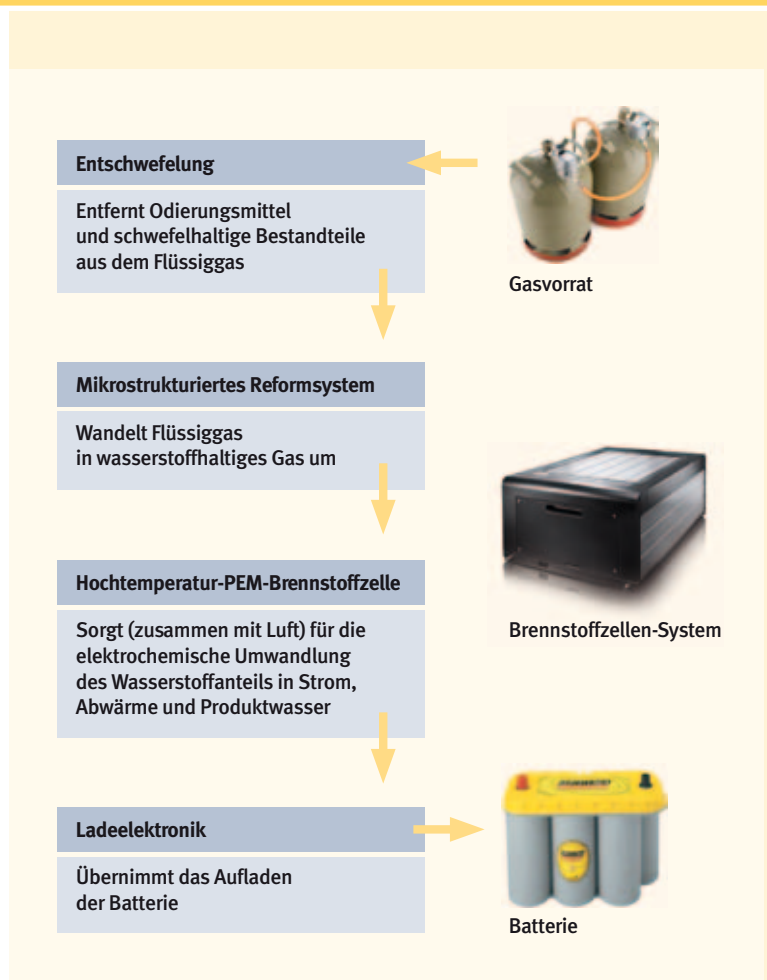 Entschwefelung
Entfernt Odierungsmittel
und schwefelhaltige Bestandteile
aus dem Flüssiggas
Gasvorrat
Mikrostrukturiertes Reformsystem
Wandelt Flüssiggas
in wasserstoffhaltiges Gas um
Hochtemperatur-PEM-Brennstoffzelle
Sorgt (zusammen mit Luft) für die
elektrochemische Umwandlung
des Wasserstoffanteils in Strom,
Abwärme und Produktwasser
Brennstoffzellen-System
Ladeelektronik
Übernimmt das Aufladen
der Batterie
Batterie